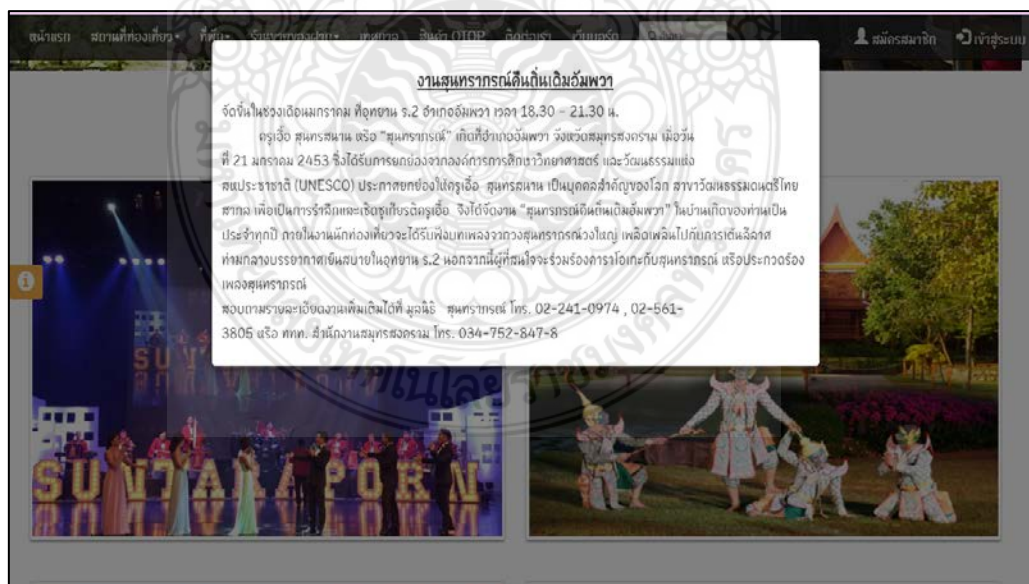 หน้าแรก สถานที่ท่องเที่ยว ที่พัก ร้านขายของฝาก เทศกาล สินค้า OTOP ติดต่อเรา เว็บบอร์ด สมัครสมาชิก เข้าสู่ระบบ
งานสุนทราภรณ์คืนถิ่นเดิมอัมพวา
จัดขึ้นในช่วงเดือนมกราคม ที่อุทยาน ร.2 อำเภออัมพวา เวลา 18.30 - 21.30 น.
ครูเอื้อ สุนทรสนาน หรือ "สุนทราภรณ์" เกิดที่อำเภออัมพวา จังหวัดสมุทรสงคราม เมื่อวัน
ที่ 21 มกราคม 2453 ซึ่งได้รับการยกย่องจากองค์การการศึกษาวิทยาศาสตร์ และวัฒนธรรมแห่ง
สหประชาชาติ (UNESCO) ประกาศยกย่องให้ครูเอื้อ สุนทรสนาน เป็นบุคคลสำคัญของโลก สาขาวัฒนธรรมดนตรีไทย
สากล เพื่อเป็นการรำลึกและเชิดชูเกียรติครูเอื้อ จึงได้จัดงาน "สุนทราภรณ์คืนถิ่นเดิมอัมพวา" ในบ้านเกิดของท่านเป็น
ประจำทุกปี ภายในงานนักท่องเที่ยวจะได้รับฟังบทเพลงจากวงสุนทราภรณ์วงใหญ่ เพลิดเพลินไปกับการเต้นลีลาศ
ท่ามกลางบรรยากาศเย็นสบายในอุทยาน ร.2 นอกจากนี้ผู้ที่สนใจจะร่วมร้องคาราโอเกะกับสุนทราภรณ์ หรือประกวดร้อง
เพลงสุนทราภรณ์
สอบถามรายละเอียดงานเพิ่มเติมได้ที่ มูลนิธิ สุนทราภรณ์ โทร. 02-241-0974 , 02-561-
3805 หรือ ททท. สำนักงานสมุทรสงคราม โทร. 034-752-847-8
SUNTARAPORN